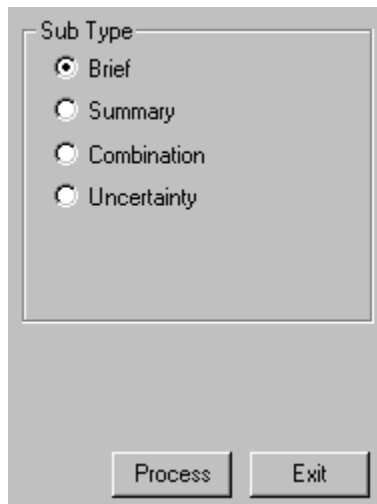 Sub Type
Brief
Summary
Combination
Uncertainty
Process Exit